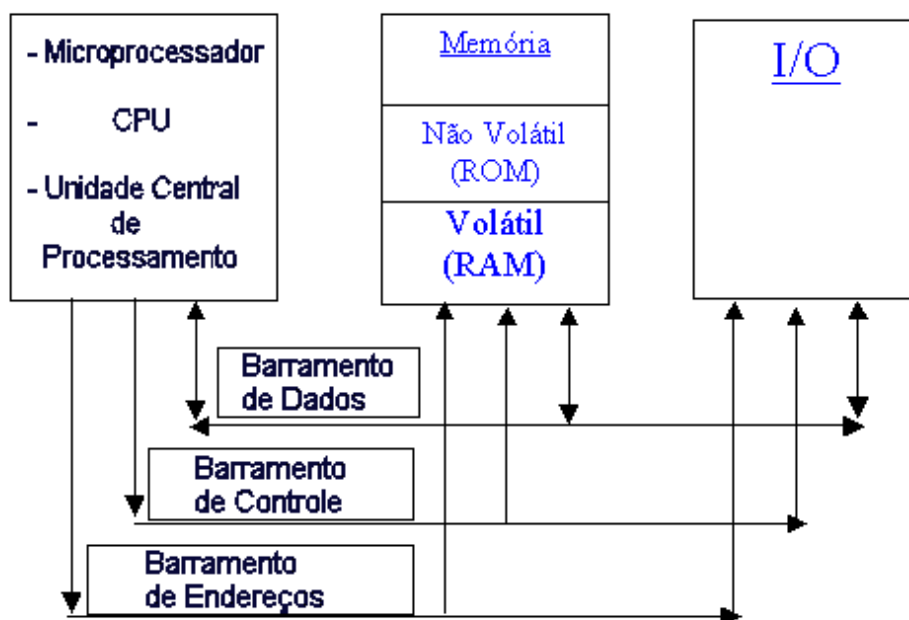 - Microprocessador
- CPU
- Unidade Central
de
Processamento
Memória
Não Volátil
(ROM)
Volátil
(RAM)
I/O
Barramento
de Dados
Barramento
de Controle
Barramento
de Endereços